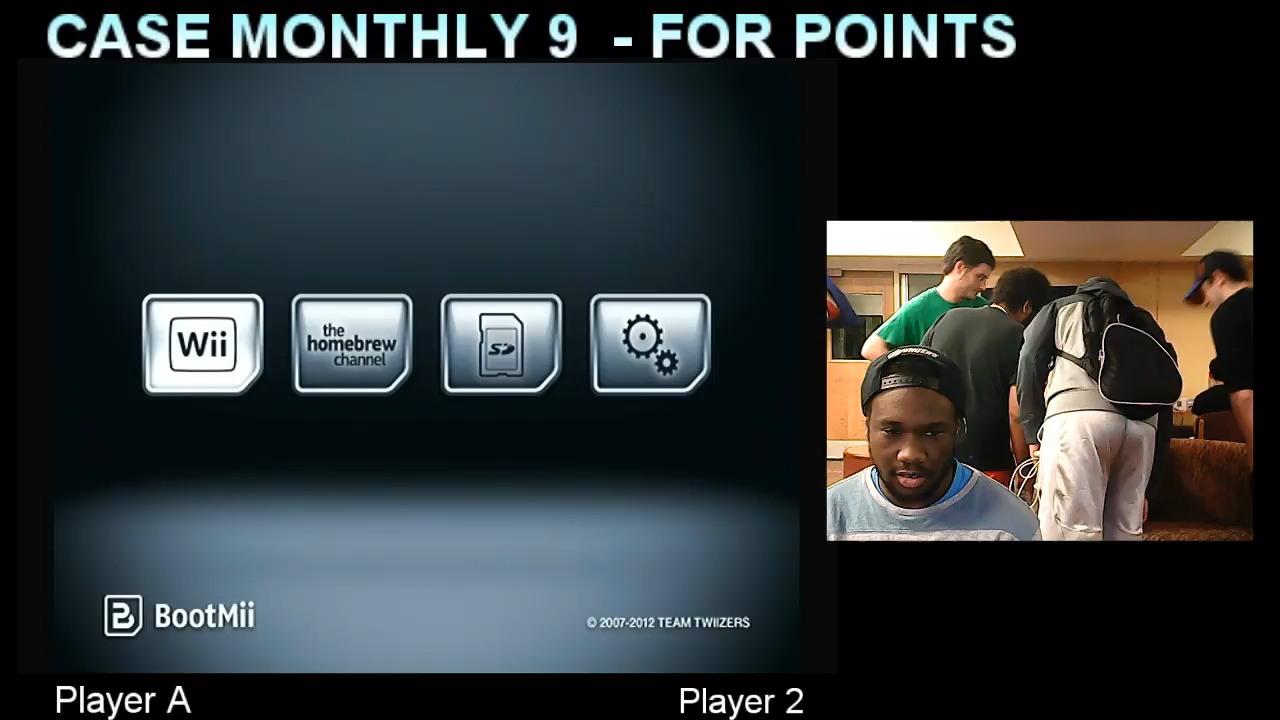 CASE MONTHLY 9 - FOR POINTS
Wii
the
homebrew
channel
SD
BootMii
© 2007-2012 TEAM TWIIZERS
Player A
Player 2